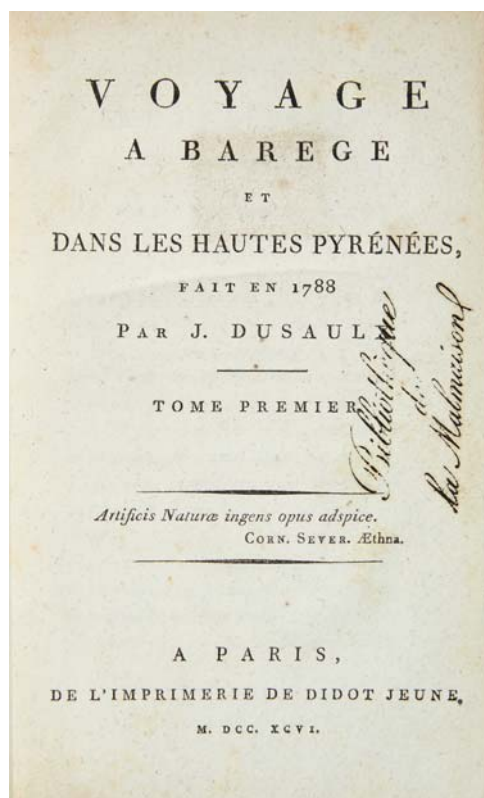 VOYAGE
A BAREGE
ET
DANS LES HAUTES PYRÉNÉES,
FAIT EN 1788
PAR J. DUSAULX
TOME PREMIER
Bibliothèque
de
la Malmaison
Artificis Naturæ ingens opus adspice.
CORN. SEVER. Æthna.
A PARIS,
DE L'IMPRIMERIE DE DIDOT JEUNE,
M. DCC. XCVI.